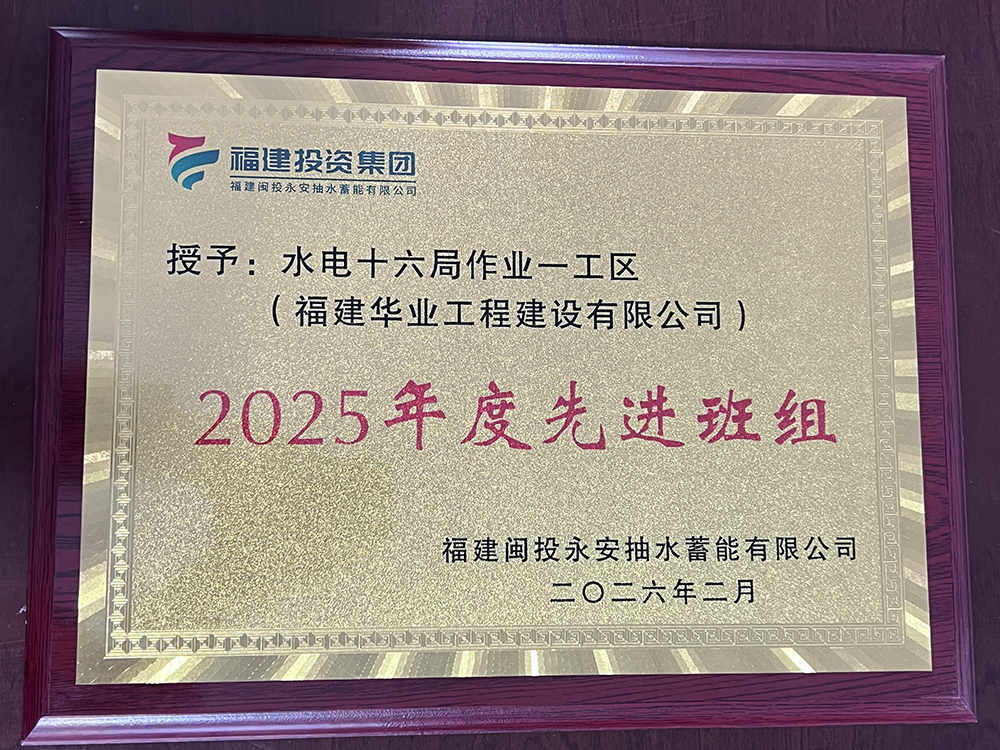 福建投资集团
福建闽投永安抽水蓄能有限公司
授予：水电十六局作业一工区
（福建华业工程建设有限公司）
2025年度先进班组
福建闽投永安抽水蓄能有限公司
二〇二六年二月